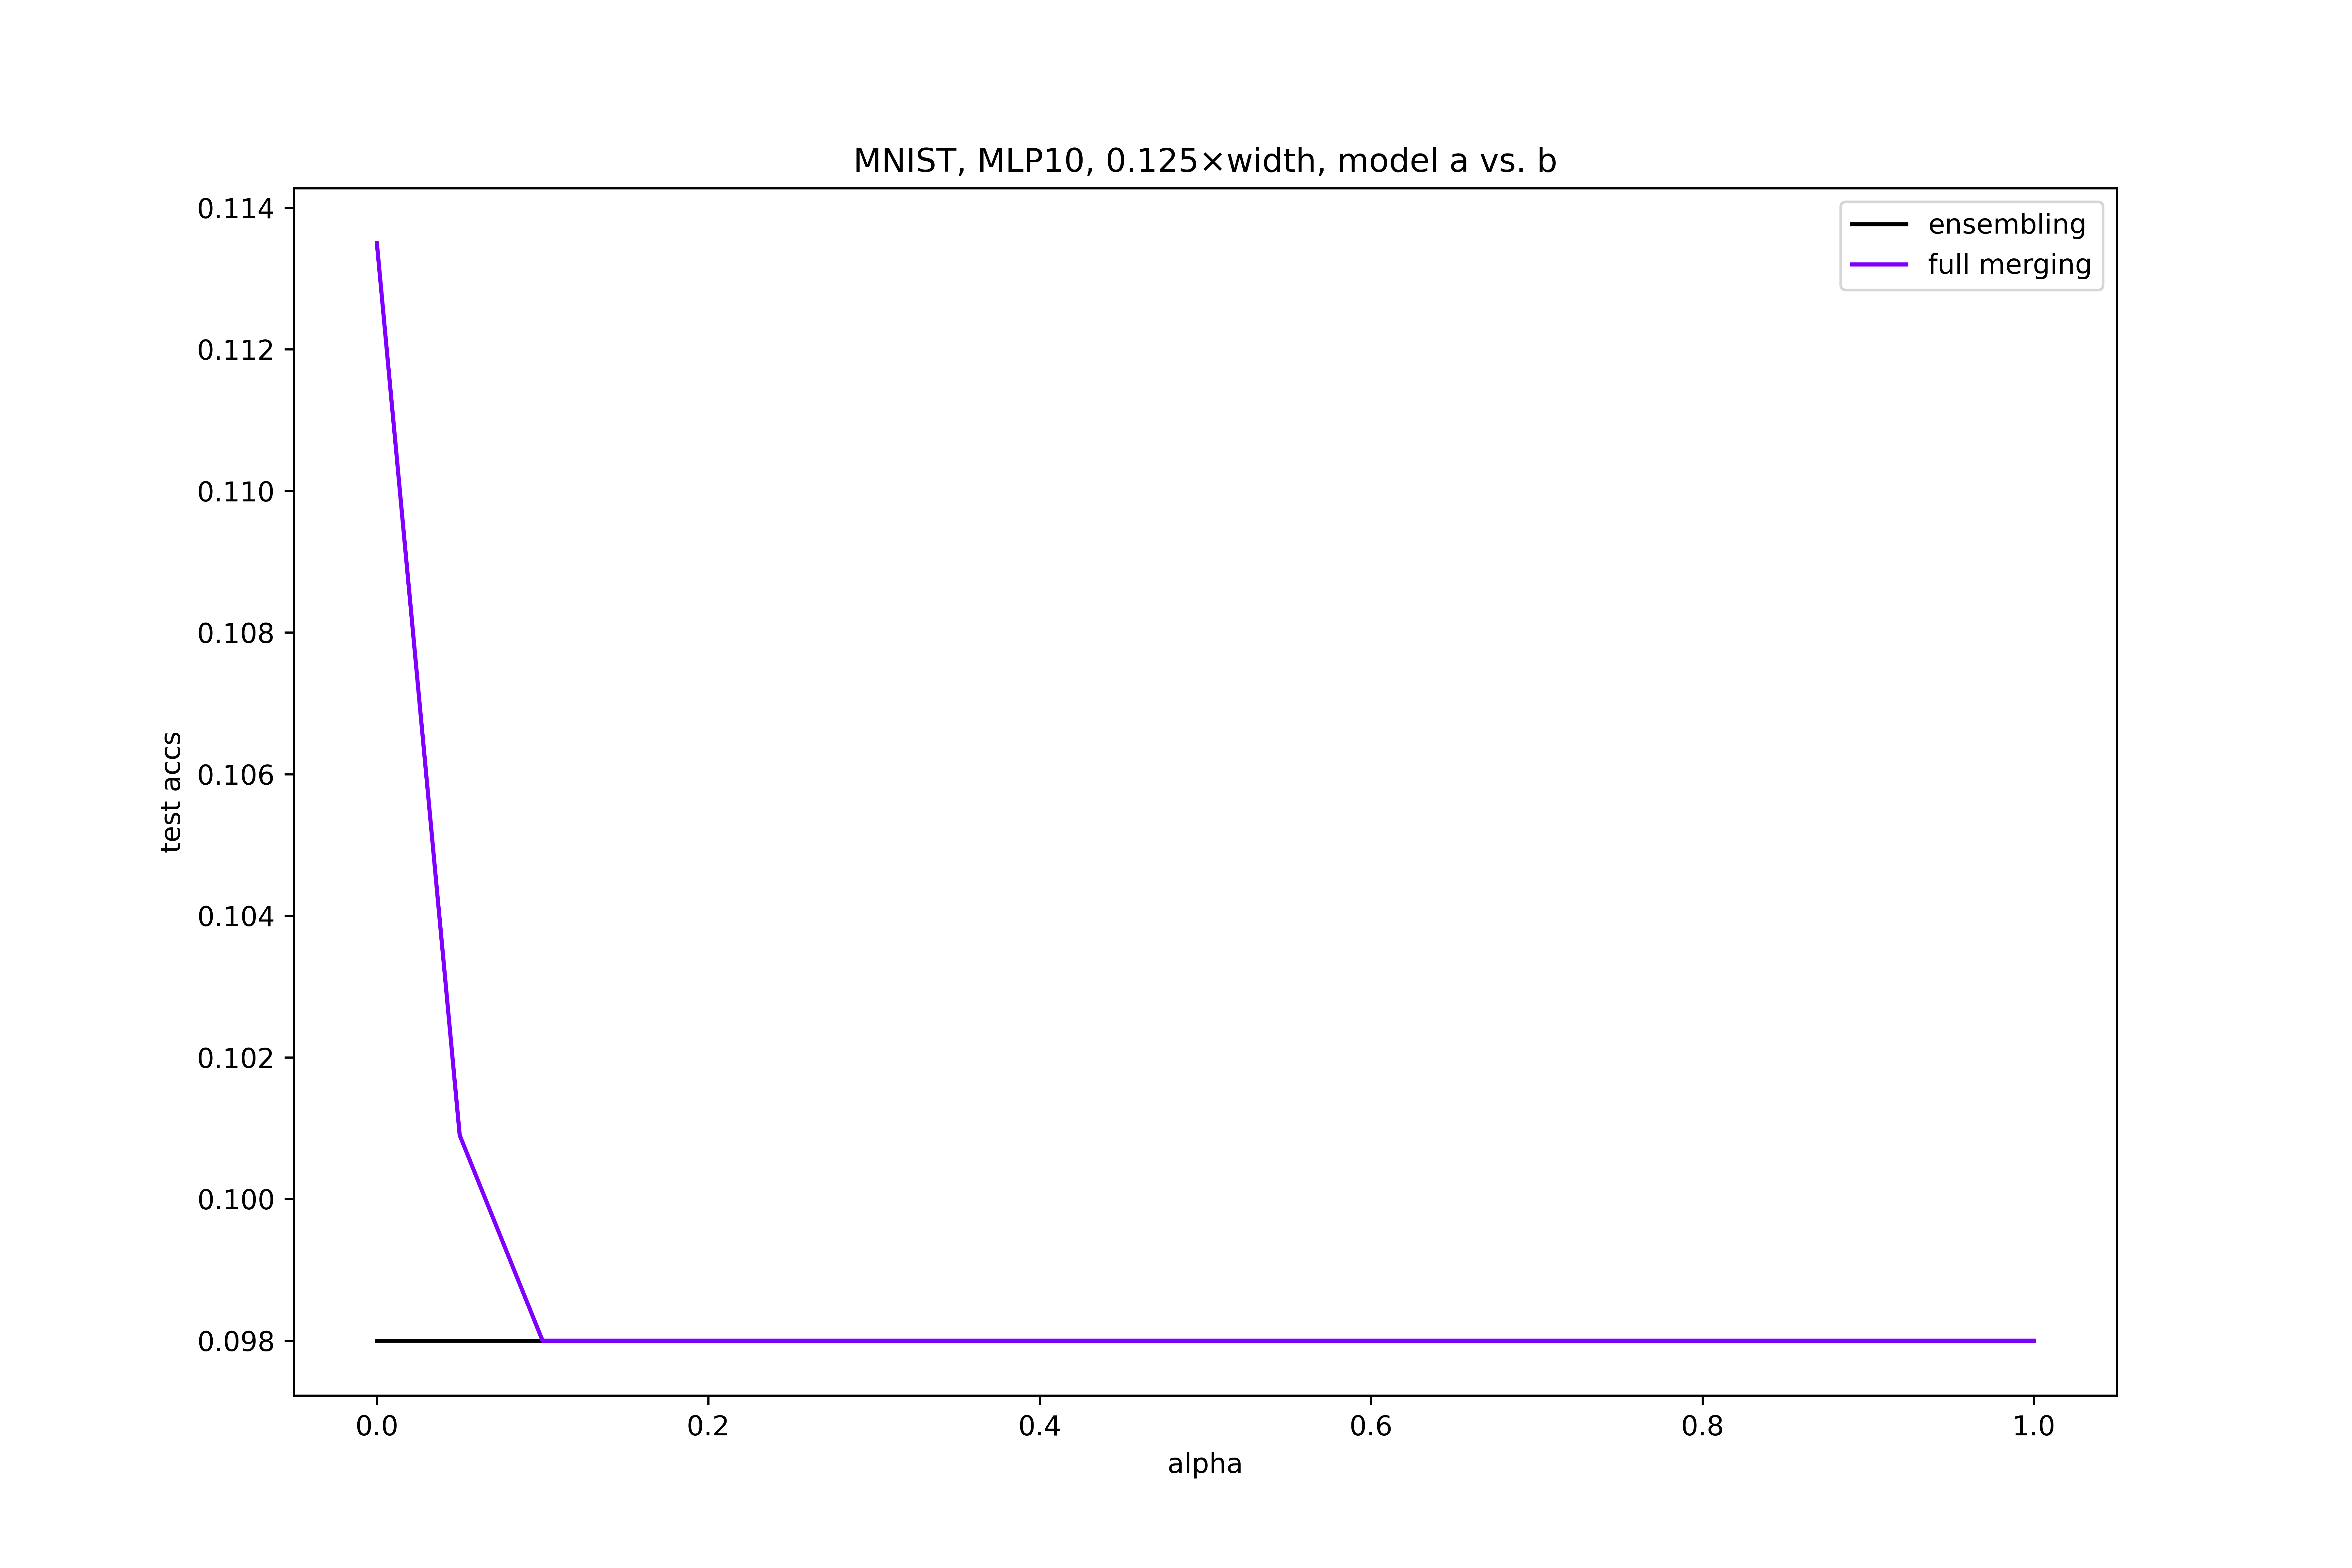 MNIST, MLP10, 0.125×width, model a vs. b
ensembling
full merging
test accs
0.114
0.112
0.110
0.108
0.106
0.104
0.102
0.100
0.098
0.0 0.2 0.4 0.6 0.8 1.0
alpha